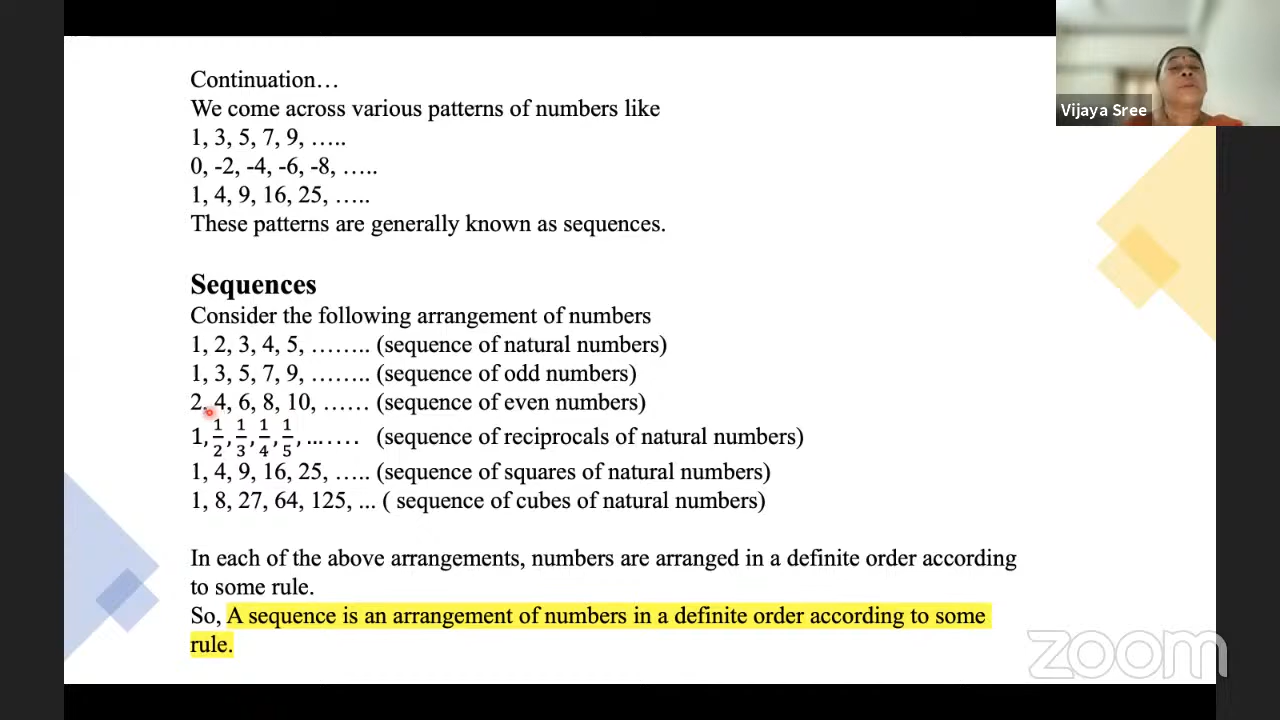 Continuation…
We come across various patterns of numbers like
1, 3, 5, 7, 9, …..
0, -2, -4, -6, -8, …..
1, 4, 9, 16, 25, …..
These patterns are generally known as sequences.
Sequences
Consider the following arrangement of numbers
1, 2, 3, 4, 5, …….. (sequence of natural numbers)
1, 3, 5, 7, 9, …….. (sequence of odd numbers)
2, 4, 6, 8, 10, …… (sequence of even numbers)
1, 1/2, 1/3, 1/4, 1/5, …..… (sequence of reciprocals of natural numbers)
1, 4, 9, 16, 25, ….. (sequence of squares of natural numbers)
1, 8, 27, 64, 125, ... ( sequence of cubes of natural numbers)
In each of the above arrangements, numbers are arranged in a definite order according
to some rule.
So, A sequence is an arrangement of numbers in a definite order according to some
rule.
Vijaya Sree
zoom